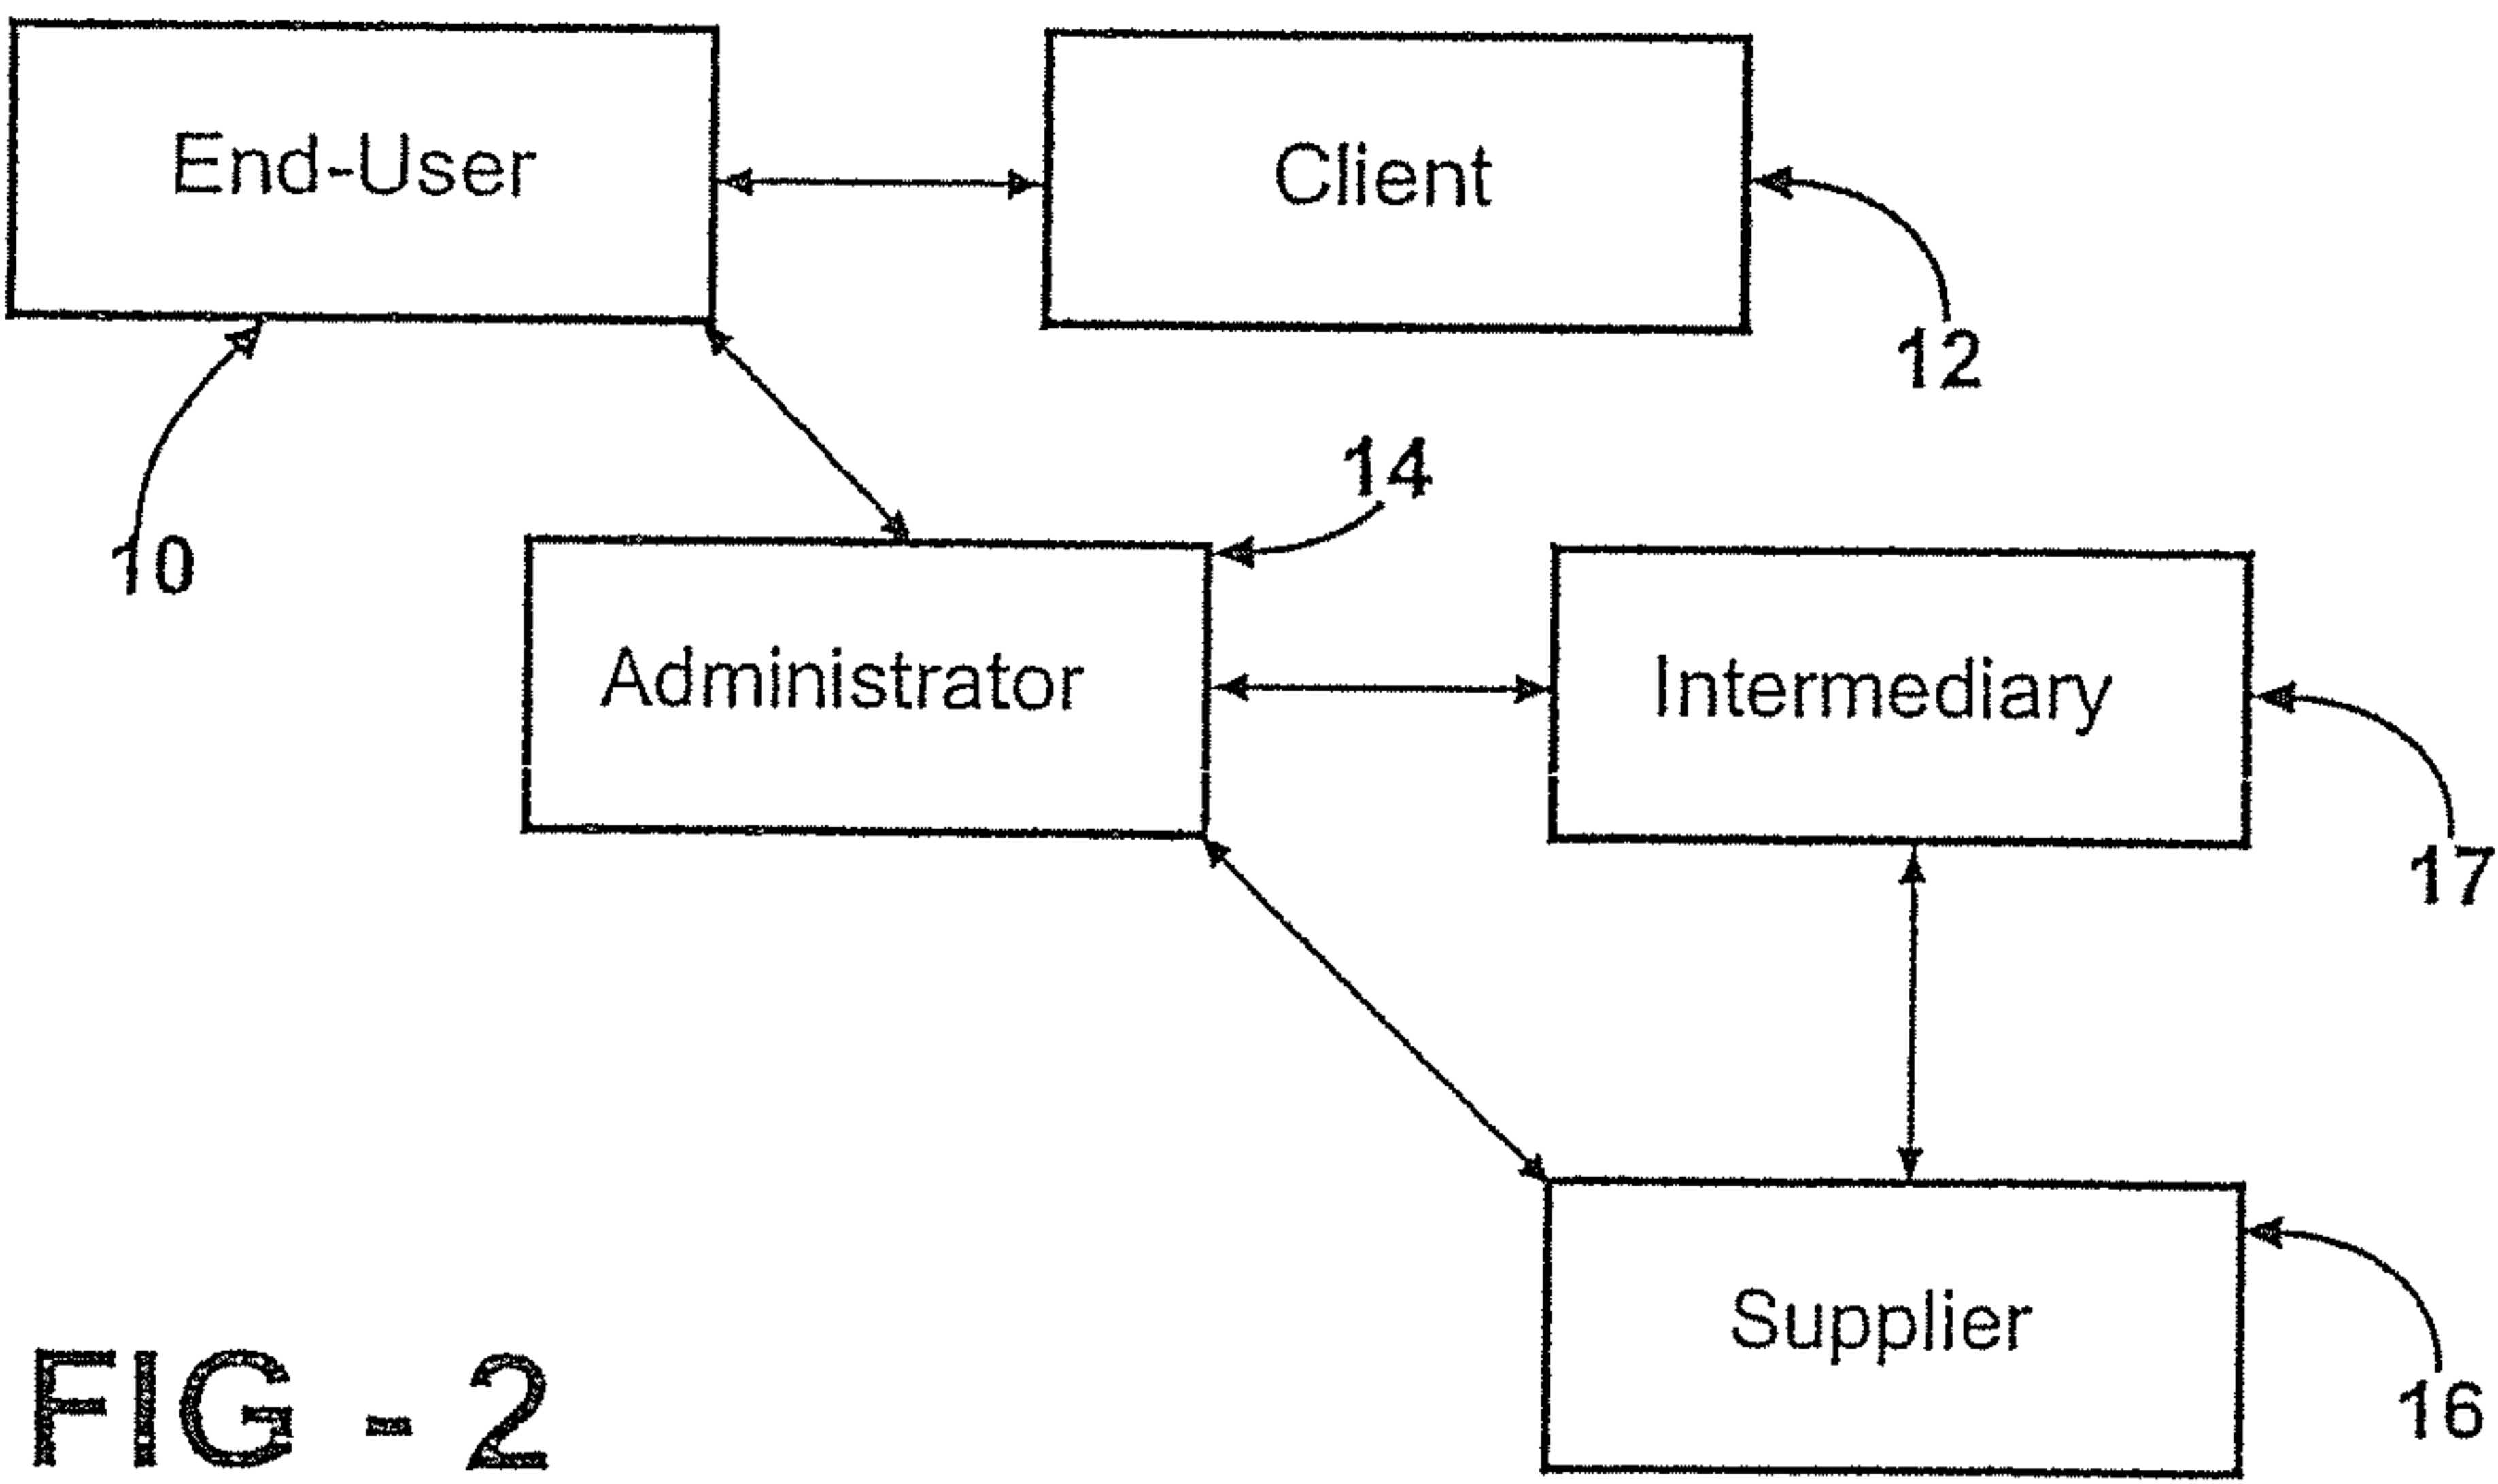 End-User
Client
12
14
10
Administrator
Intermediary
17
Supplier
16
FIG - 2